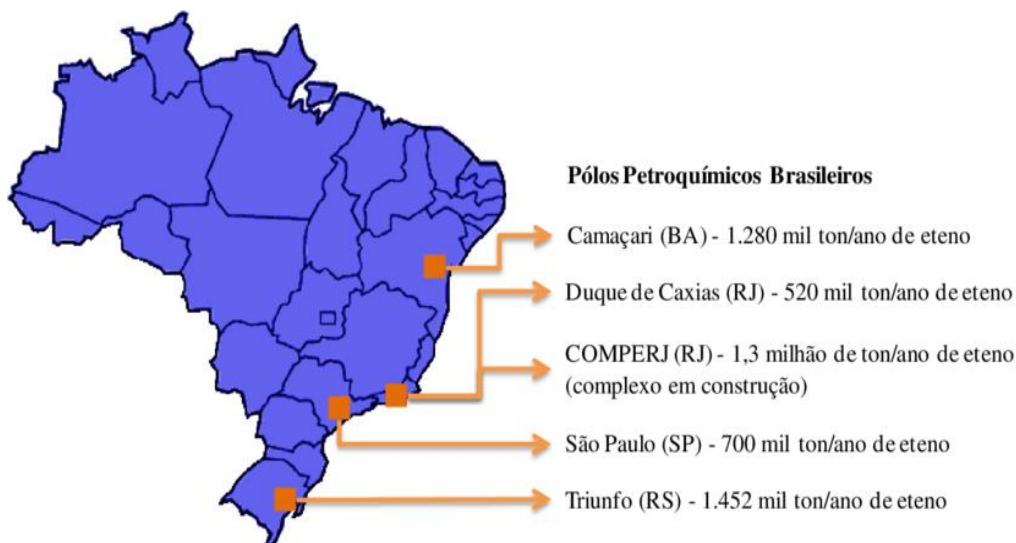 Pólos Petroquímicos Brasileiros
Camaçari (BA) - 1.280 mil ton/ano de eteno
Duque de Caxias (RJ) - 520 mil ton/ano de eteno
COMPERJ (RJ) - 1,3 milhão de ton/ano de eteno
(complexo em construção)
São Paulo (SP) - 700 mil ton/ano de eteno
Triunfo (RS) - 1.452 mil ton/ano de eteno